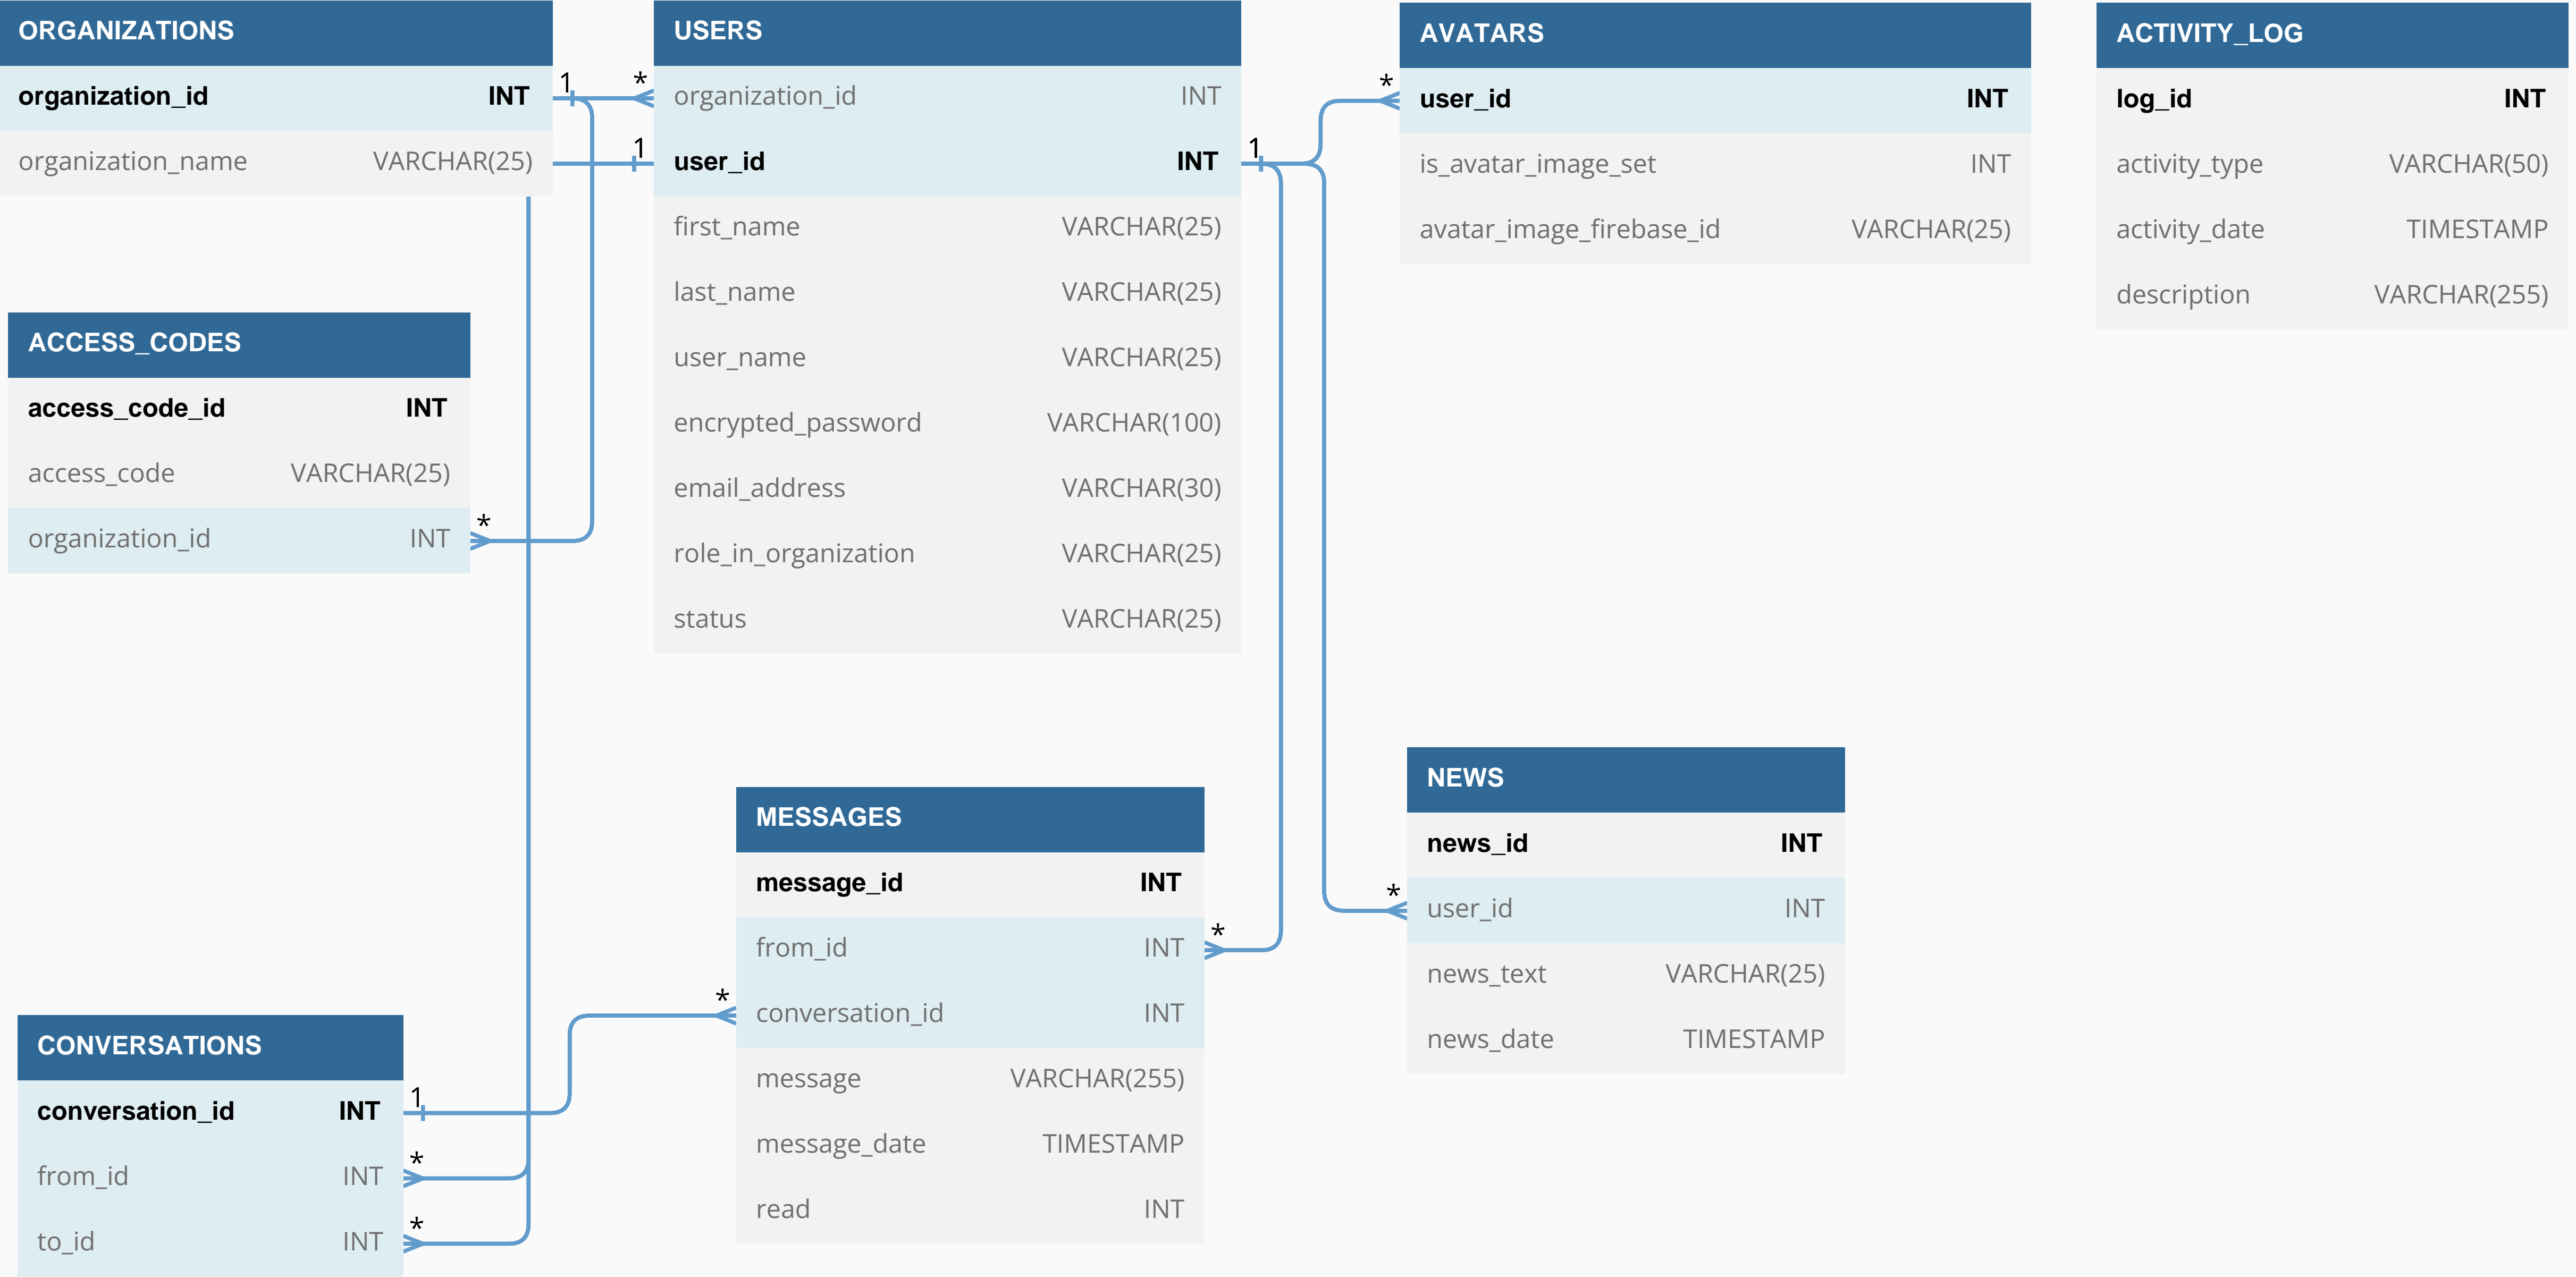 ORGANIZATIONS
organization_id INT
organization_name VARCHAR(25)
1 *
1
USERS
organization_id INT
user_id INT
first_name VARCHAR(25)
last_name VARCHAR(25)
user_name VARCHAR(25)
encrypted_password VARCHAR(100)
email_address VARCHAR(30)
role_in_organization VARCHAR(25)
status VARCHAR(25)
1
*
AVATARS
user_id INT
is_avatar_image_set INT
avatar_image_firebase_id VARCHAR(25)
ACTIVITY_LOG
log_id INT
activity_type VARCHAR(50)
activity_date TIMESTAMP
description VARCHAR(255)
ACCESS_CODES
access_code_id INT
access_code VARCHAR(25)
organization_id INT
*
MESSAGES
message_id INT
from_id INT
*
*
conversation_id INT
message VARCHAR(255)
message_date TIMESTAMP
read INT
NEWS
news_id INT
*
user_id INT
news_text VARCHAR(25)
news_date TIMESTAMP
CONVERSATIONS
conversation_id INT
1
from_id INT
*
to_id INT
*